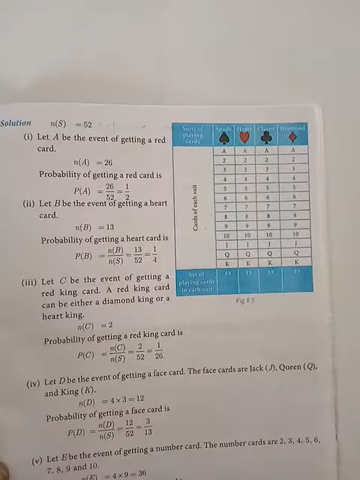 Solution n(S) = 52
(i) Let A be the event of getting a red
card.
n(A) = 26
Probability of getting a red card is
P(A) = 26/52 = 1/2
(ii) Let B be the event of getting a heart
card.
n(B) = 13
Probability of getting a heart card is
P(B) = n(B)/n(S) = 13/52 = 1/4
(iii) Let C be the event of getting a
red king card. A red king card
can be either a diamond king or a
heart king.
n(C) = 2
Probability of getting a red king card is
P(C) = n(C)/n(S) = 2/52 = 1/26
Suits of playing cards Spade Heart Clavor Diamond
Cards of each suit
A A A A
2 2 2 2
3 3 3 3
4 4 4 4
5 5 5 5
6 6 6 6
7 7 7 7
8 8 8 8
9 9 9 9
10 10 10 10
J J J J
Q Q Q Q
K K K K
Set of playing cards in each suit 13 13 13 13
Fig 8.5
(iv) Let D be the event of getting a face card. The face cards are Jack (J), Queen (Q),
and King (K).
n(D) = 4 × 3 = 12
Probability of getting a face card is
P(D) = n(D)/n(S) = 12/52 = 3/13
(v) Let E be the event of getting a number card. The number cards are 2, 3, 4, 5, 6,
7, 8, 9 and 10.
n(E) = 4 × 9 = 36